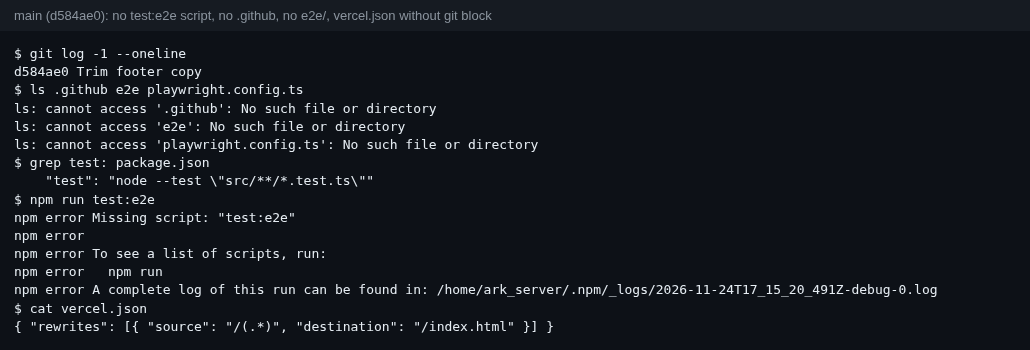 main (d584ae0): no test:e2e script, no .github, no e2e/, vercel.json without git block
$ git log -1 --oneline
d584ae0 Trim footer copy
$ ls .github e2e playwright.config.ts
ls: cannot access '.github': No such file or directory
ls: cannot access 'e2e': No such file or directory
ls: cannot access 'playwright.config.ts': No such file or directory
$ grep test: package.json
    "test": "node --test \"src/**/*.test.ts\""
$ npm run test:e2e
npm error Missing script: "test:e2e"
npm error
npm error To see a list of scripts, run:
npm error   npm run
npm error A complete log of this run can be found in: /home/ark_server/.npm/_logs/2026-11-24T17_15_20_491Z-debug-0.log
$ cat vercel.json
{ "rewrites": [{ "source": "/(.*)", "destination": "/index.html" }] }